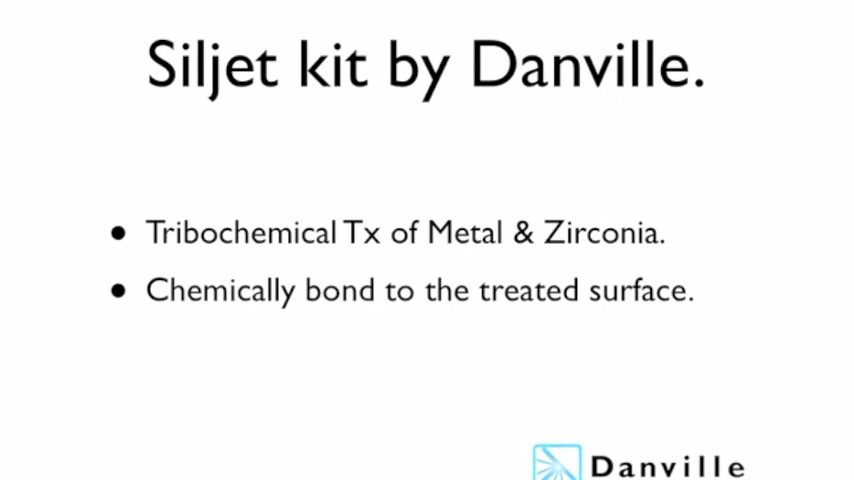 Siljet kit by Danville.
• Tribochemical Tx of Metal & Zirconia.
• Chemically bond to the treated surface.
Danville